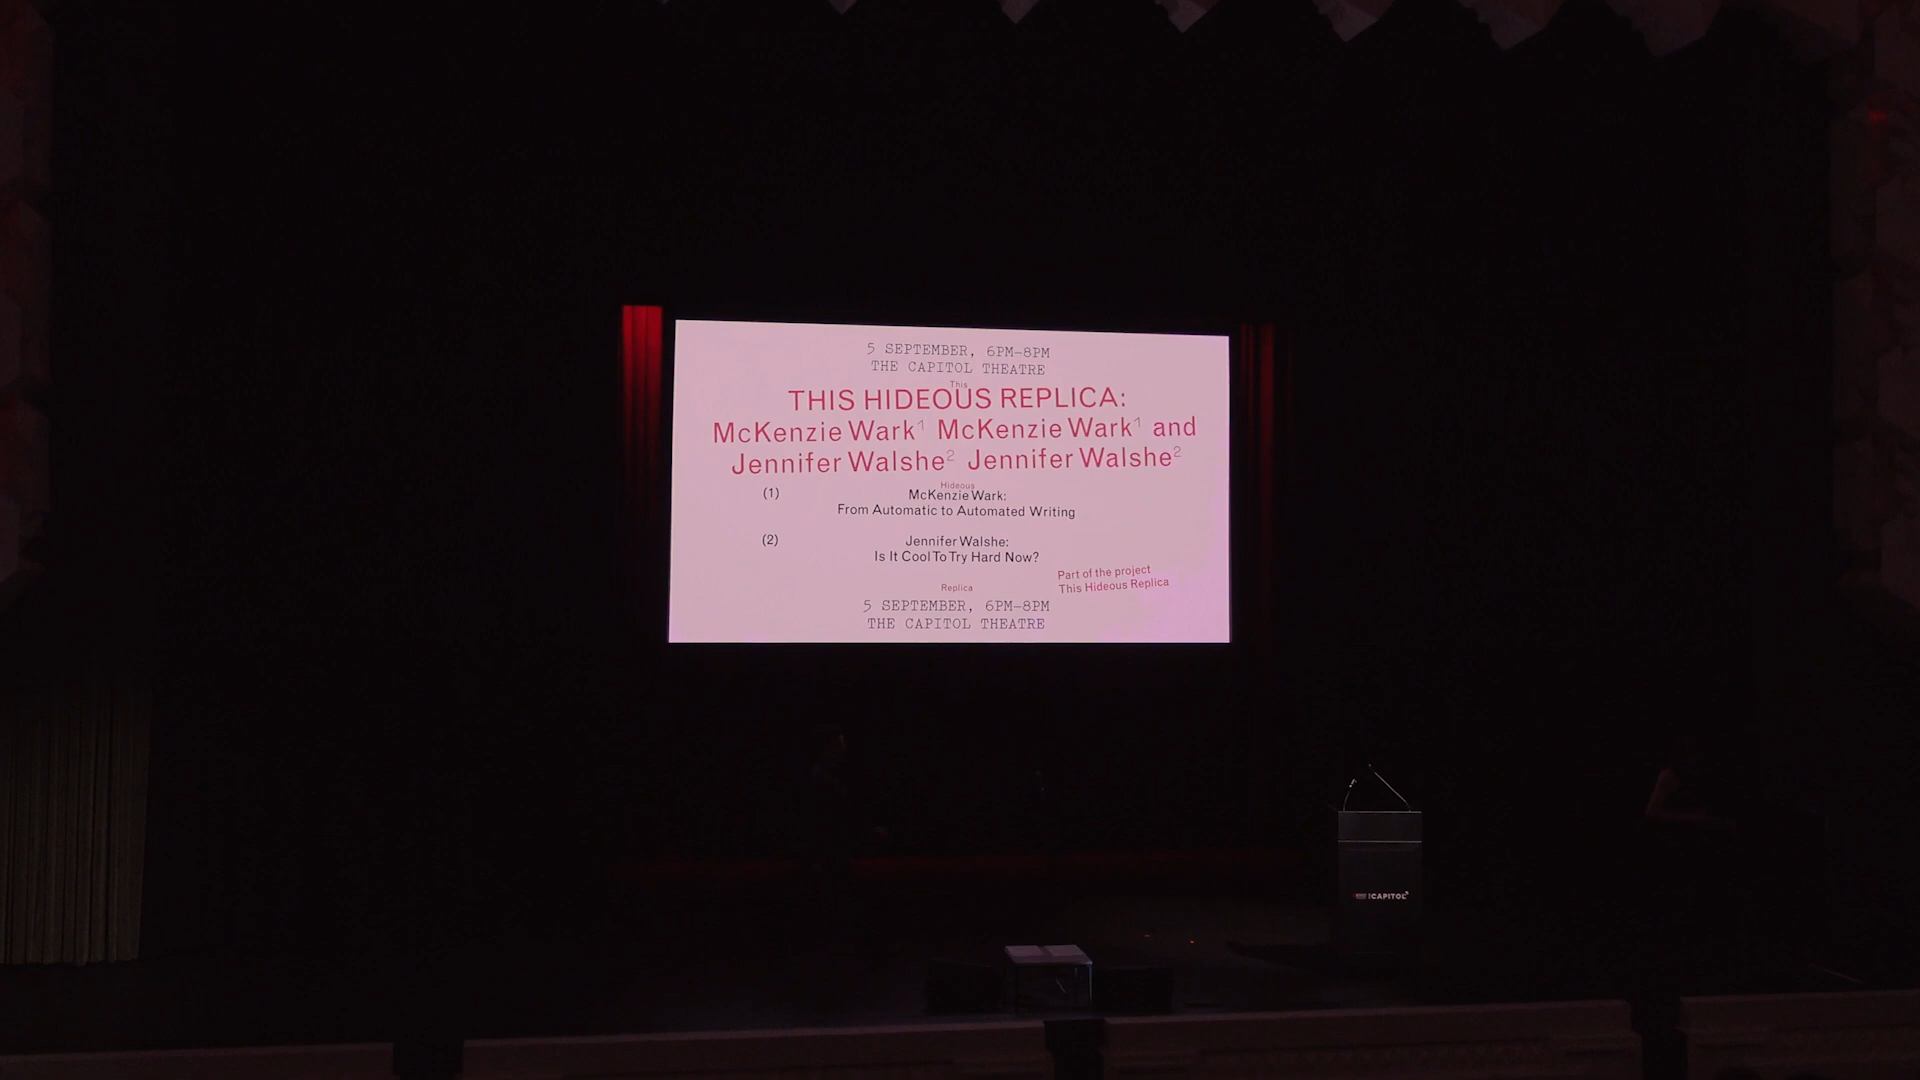 5 SEPTEMBER, 6PM–8PM
THE CAPITOL THEATRE
This
THIS HIDEOUS REPLICA:
McKenzie Wark¹ McKenzie Wark¹ and
Jennifer Walshe² Jennifer Walshe²
Hideous
(1) McKenzie Wark:
From Automatic to Automated Writing
(2) Jennifer Walshe:
Is It Cool To Try Hard Now?
Part of the project
This Hideous Replica
Replica
5 SEPTEMBER, 6PM–8PM
THE CAPITOL THEATRE
CAPITOL